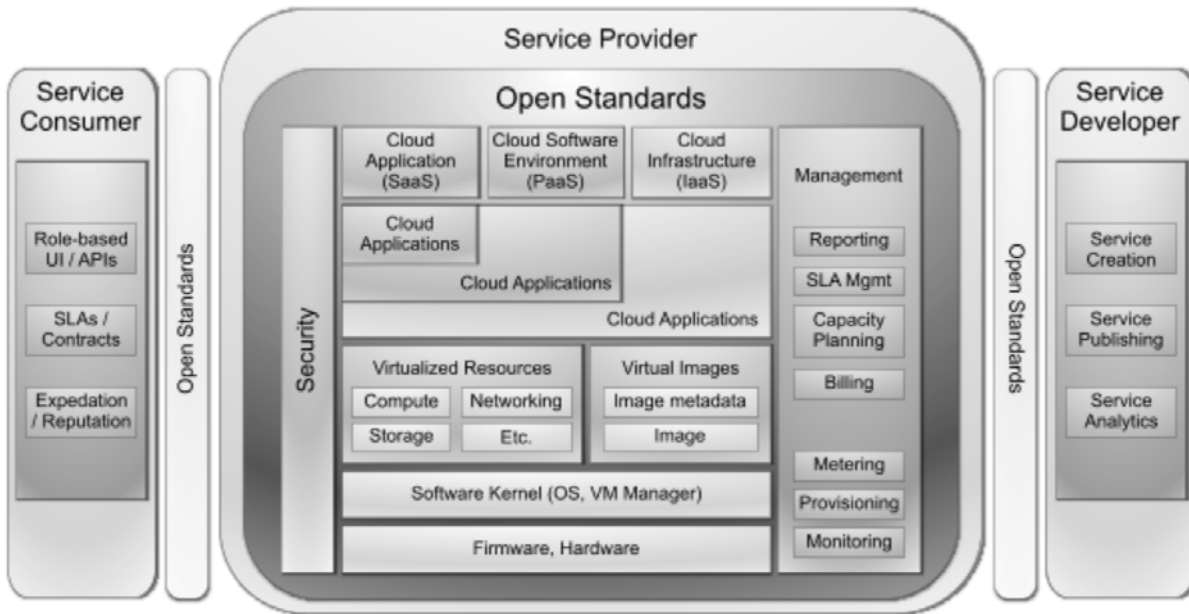 Service Provider
Service
Consumer
Role-based
UI / APIs
SLAs /
Contracts
Expedation
/ Reputation
Open Standards
Open Standards
Security
Cloud
Application
(SaaS)
Cloud Software
Environment
(PaaS)
Cloud
Infrastructure
(IaaS)
Cloud
Applications
Cloud Applications
Cloud Applications
Virtualized Resources
Compute
Networking
Storage
Etc.
Virtual Images
Image metadata
Image
Software Kernel (OS, VM Manager)
Firmware, Hardware
Management
Reporting
SLA Mgmt
Capacity
Planning
Billing
Metering
Provisioning
Monitoring
Open Standards
Service
Developer
Service
Creation
Service
Publishing
Service
Analytics